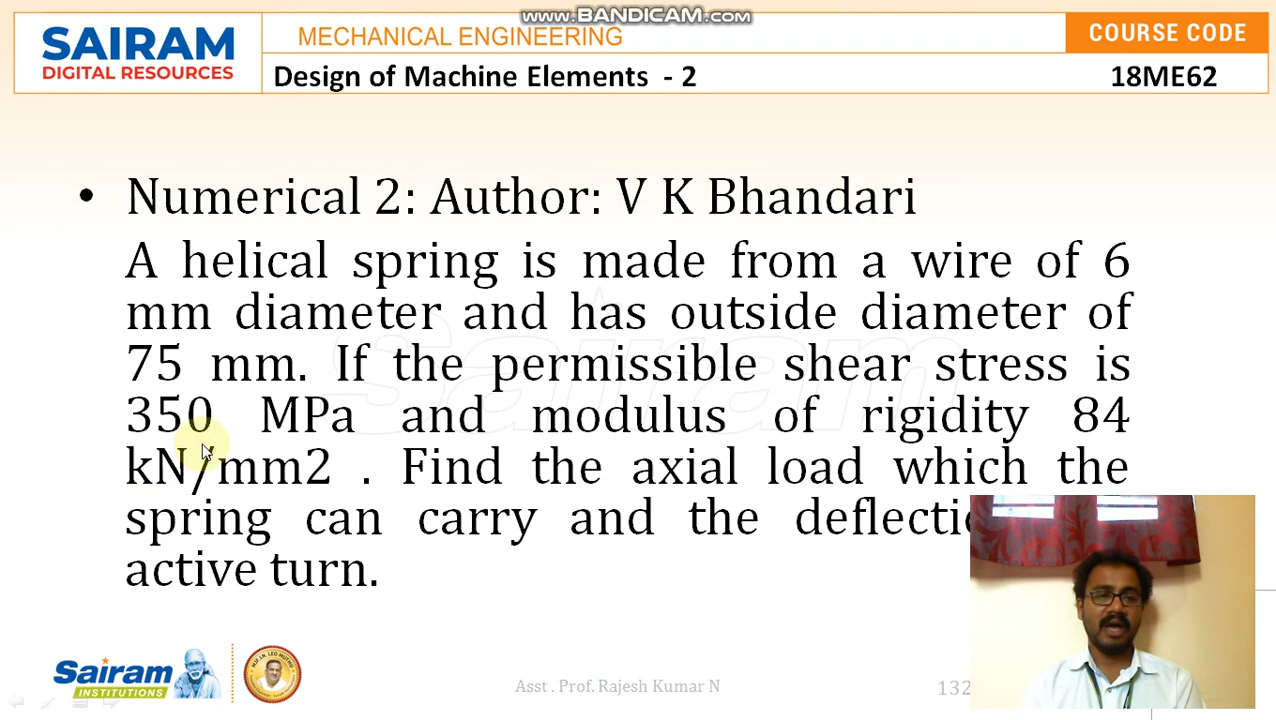 www.BANDICAM.com
SAIRAM
DIGITAL RESOURCES
MECHANICAL ENGINEERING
COURSE CODE
Design of Machine Elements - 2
18ME62
• Numerical 2: Author: V K Bhandari
A helical spring is made from a wire of 6
mm diameter and has outside diameter of
75 mm. If the permissible shear stress is
350 MPa and modulus of rigidity 84
kN/mm2 . Find the axial load which the
spring can carry and the
active turn.
Sairam
Sairam
INSTITUTIONS
Asst . Prof. Rajesh Kumar N
132